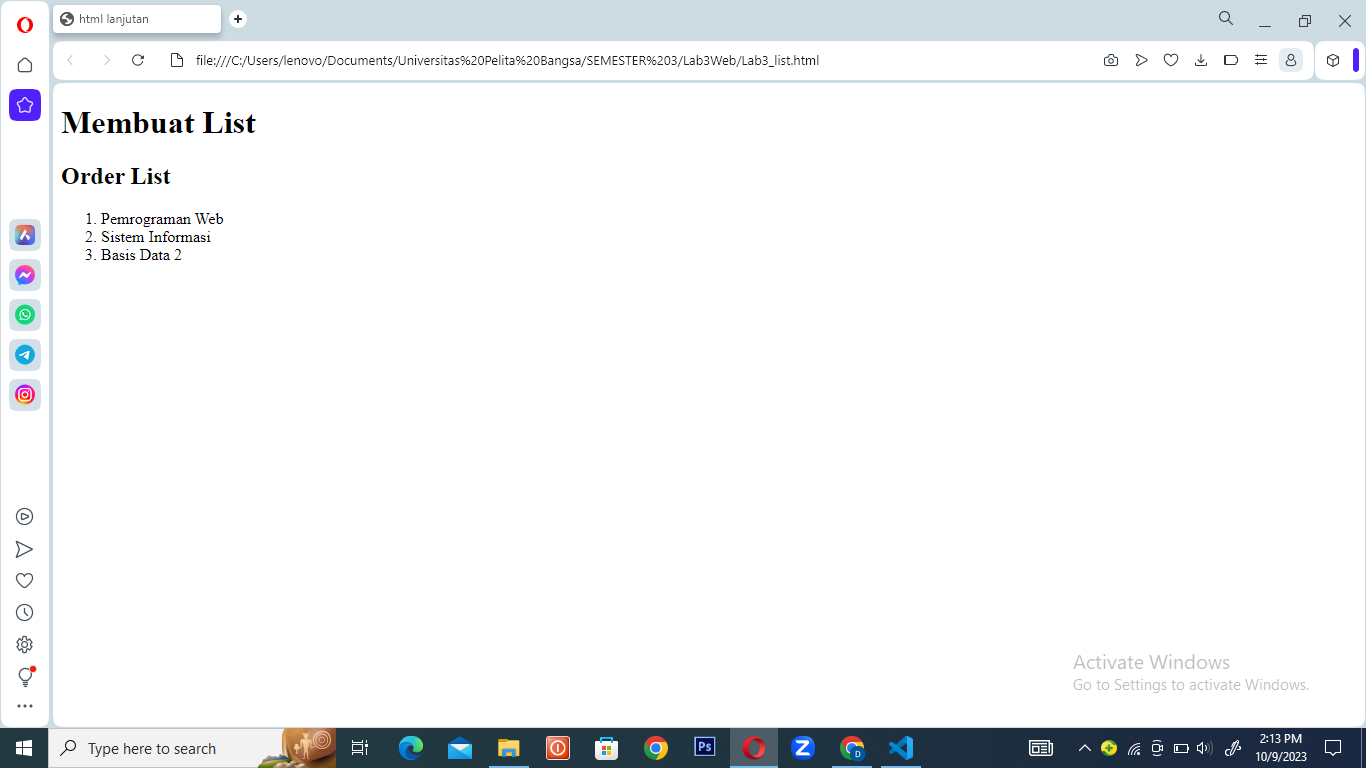 html lanjutan
file:///C:/Users/lenovo/Documents/Universitas%20Pelita%20Bangsa/SEMESTER%203/Lab3Web/Lab3_list.html
Membuat List
Order List
1. Pemrograman Web
2. Sistem Informasi
3. Basis Data 2
Activate Windows
Go to Settings to activate Windows.
Type here to search
Ps
Z
D
2:13 PM
10/9/2023